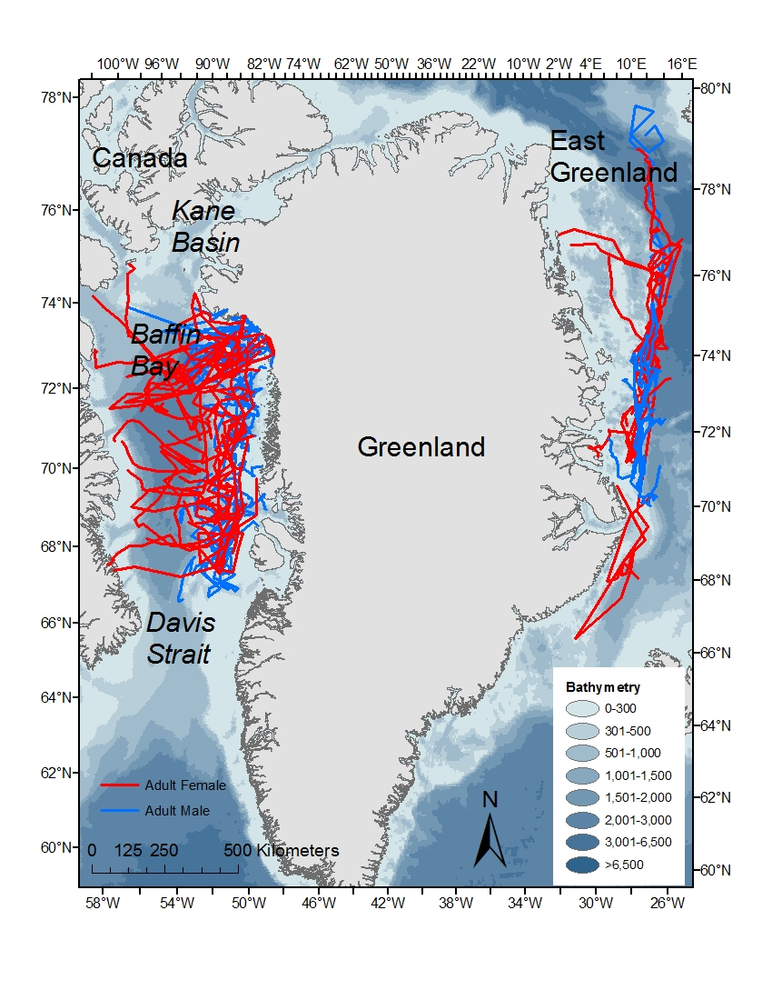 100°W 96°W 90°W 82°W 74°W 62°W 50°W 36°W 22°W 10°W 2°W 4°E 10°E 16°E
78°N
80°N
East
Greenland
Canada
78°N
76°N
Kane
Basin
76°N
74°N
Baffin
Bay
74°N
72°N
72°N
Greenland
70°N
70°N
68°N
68°N
66°N
Davis
Strait
66°N
Bathymetry
0-300
301-500
501-1,000
1,001-1,500
1,501-2,000
2,001-3,000
3,001-6,500
>6,500
64°N
64°N
62°N
62°N
Adult Female
Adult Male
N
60°N
0 125 250 500 Kilometers
60°N
58°W 54°W 50°W 46°W 42°W 38°W 34°W 30°W 26°W